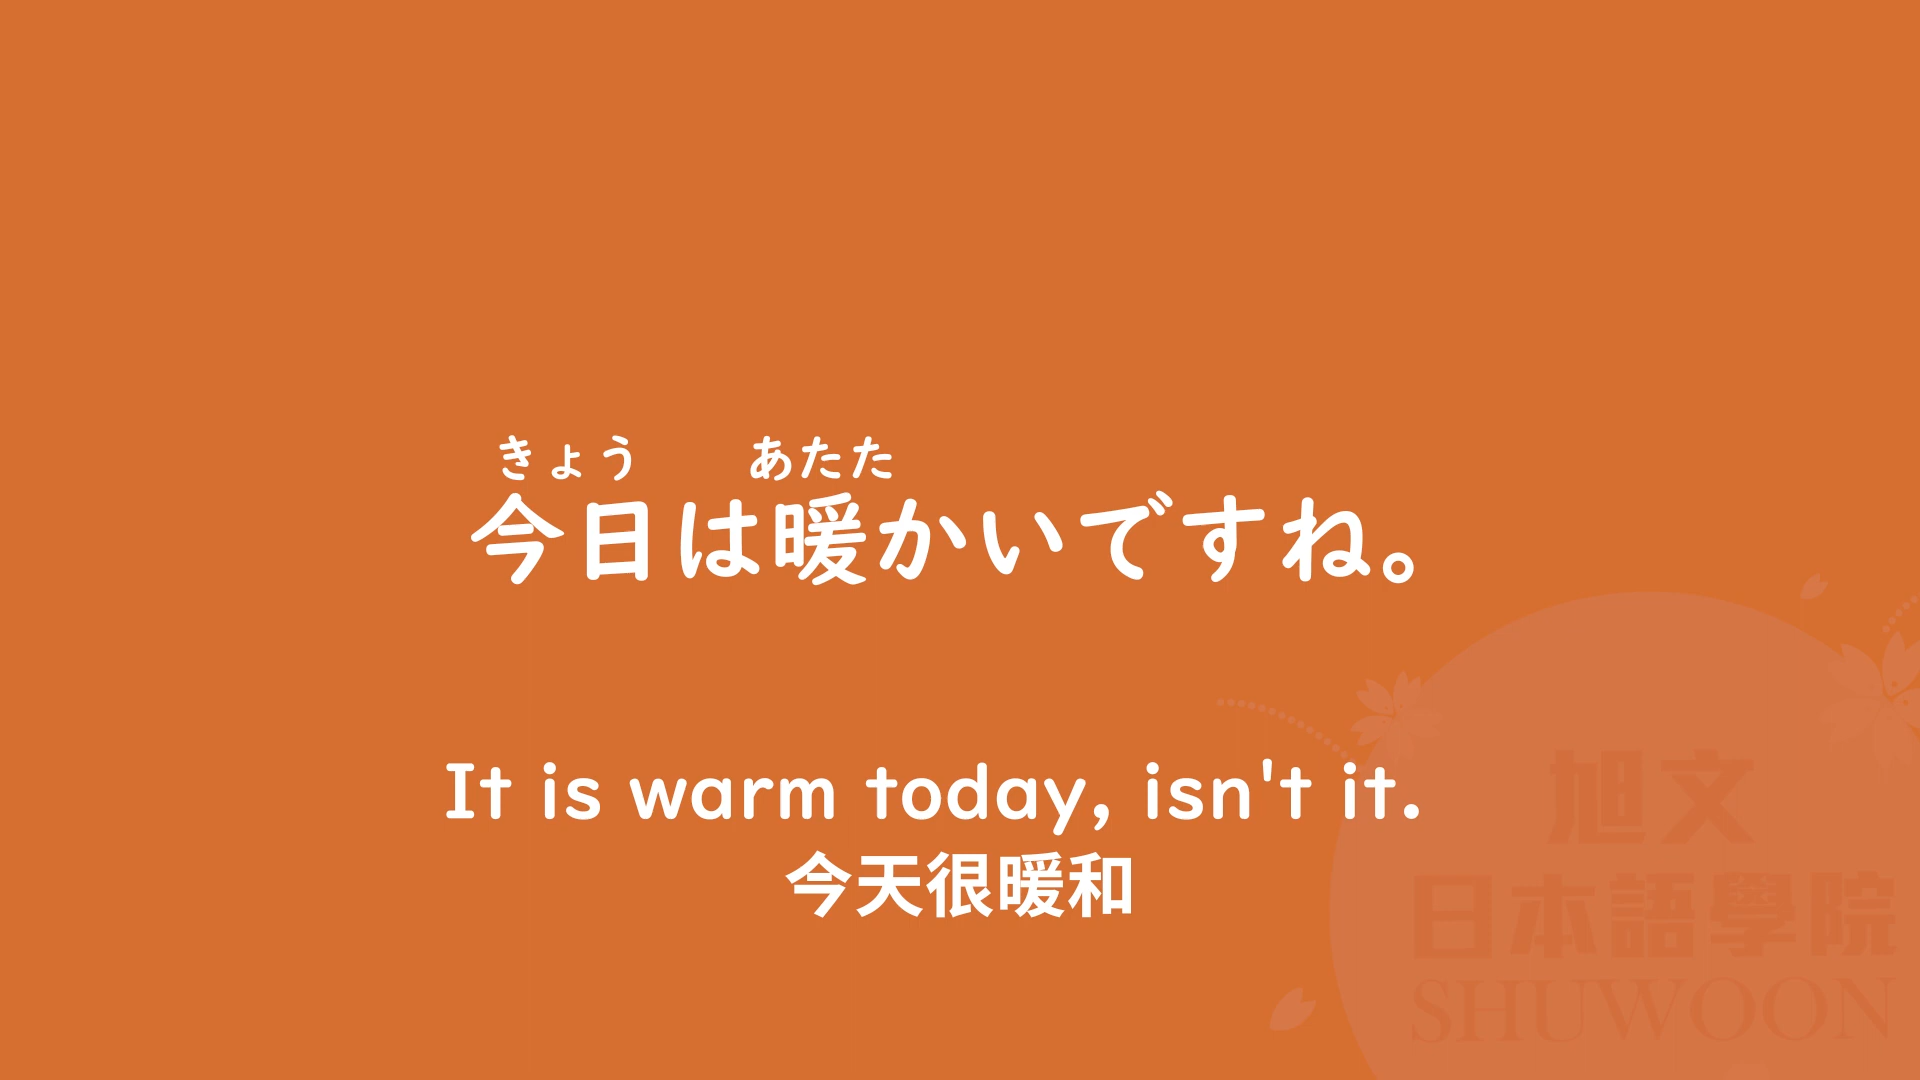 きょう あたた
今日は暖かいですね。
It is warm today, isn't it.
今天很暖和
旭文
日本語學院
SHUWOON